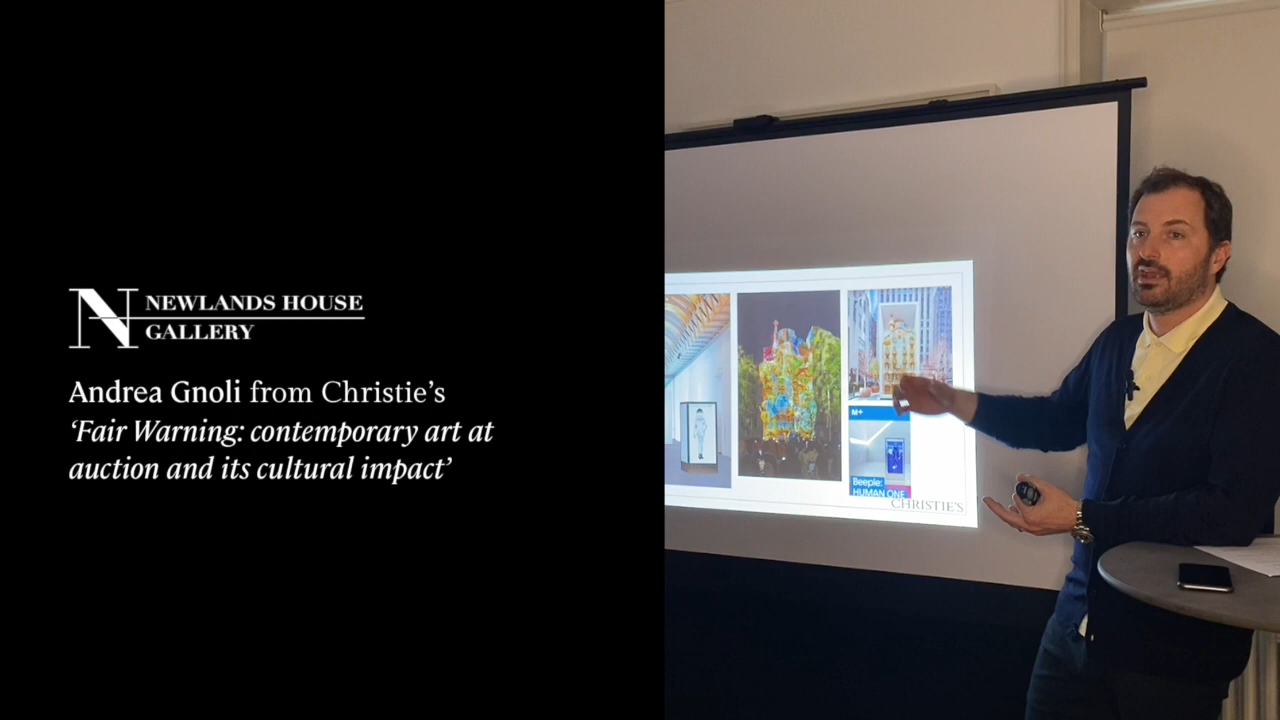 NEWLANDS HOUSE
GALLERY
Andrea Gnoli from Christie’s
‘Fair Warning: contemporary art at
auction and its cultural impact’
M+
Beeple:
HUMAN ONE
CHRISTIE'S